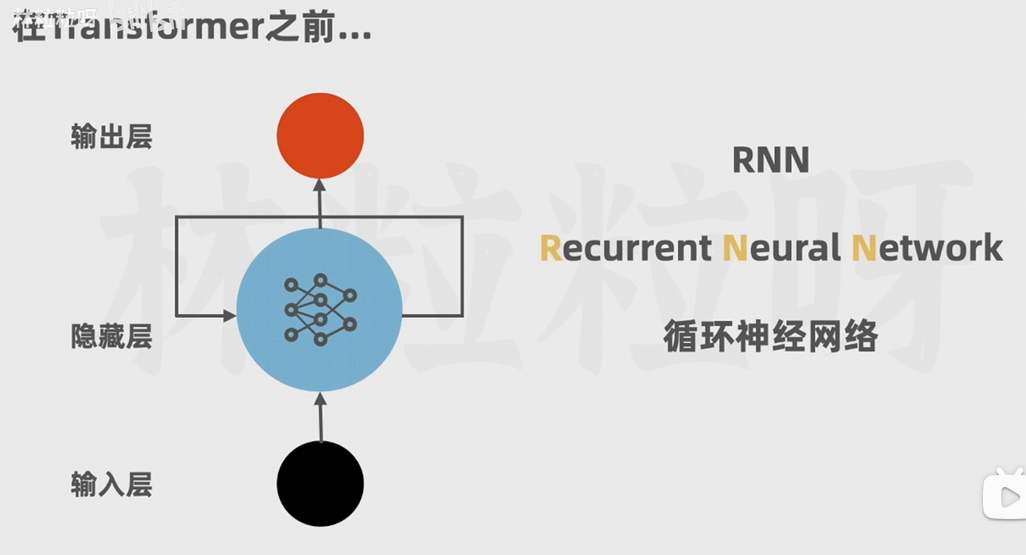 在Transformer之前...
输出层
RNN
Recurrent Neural Network
隐藏层
循环神经网络
输入层
林粒粒呀